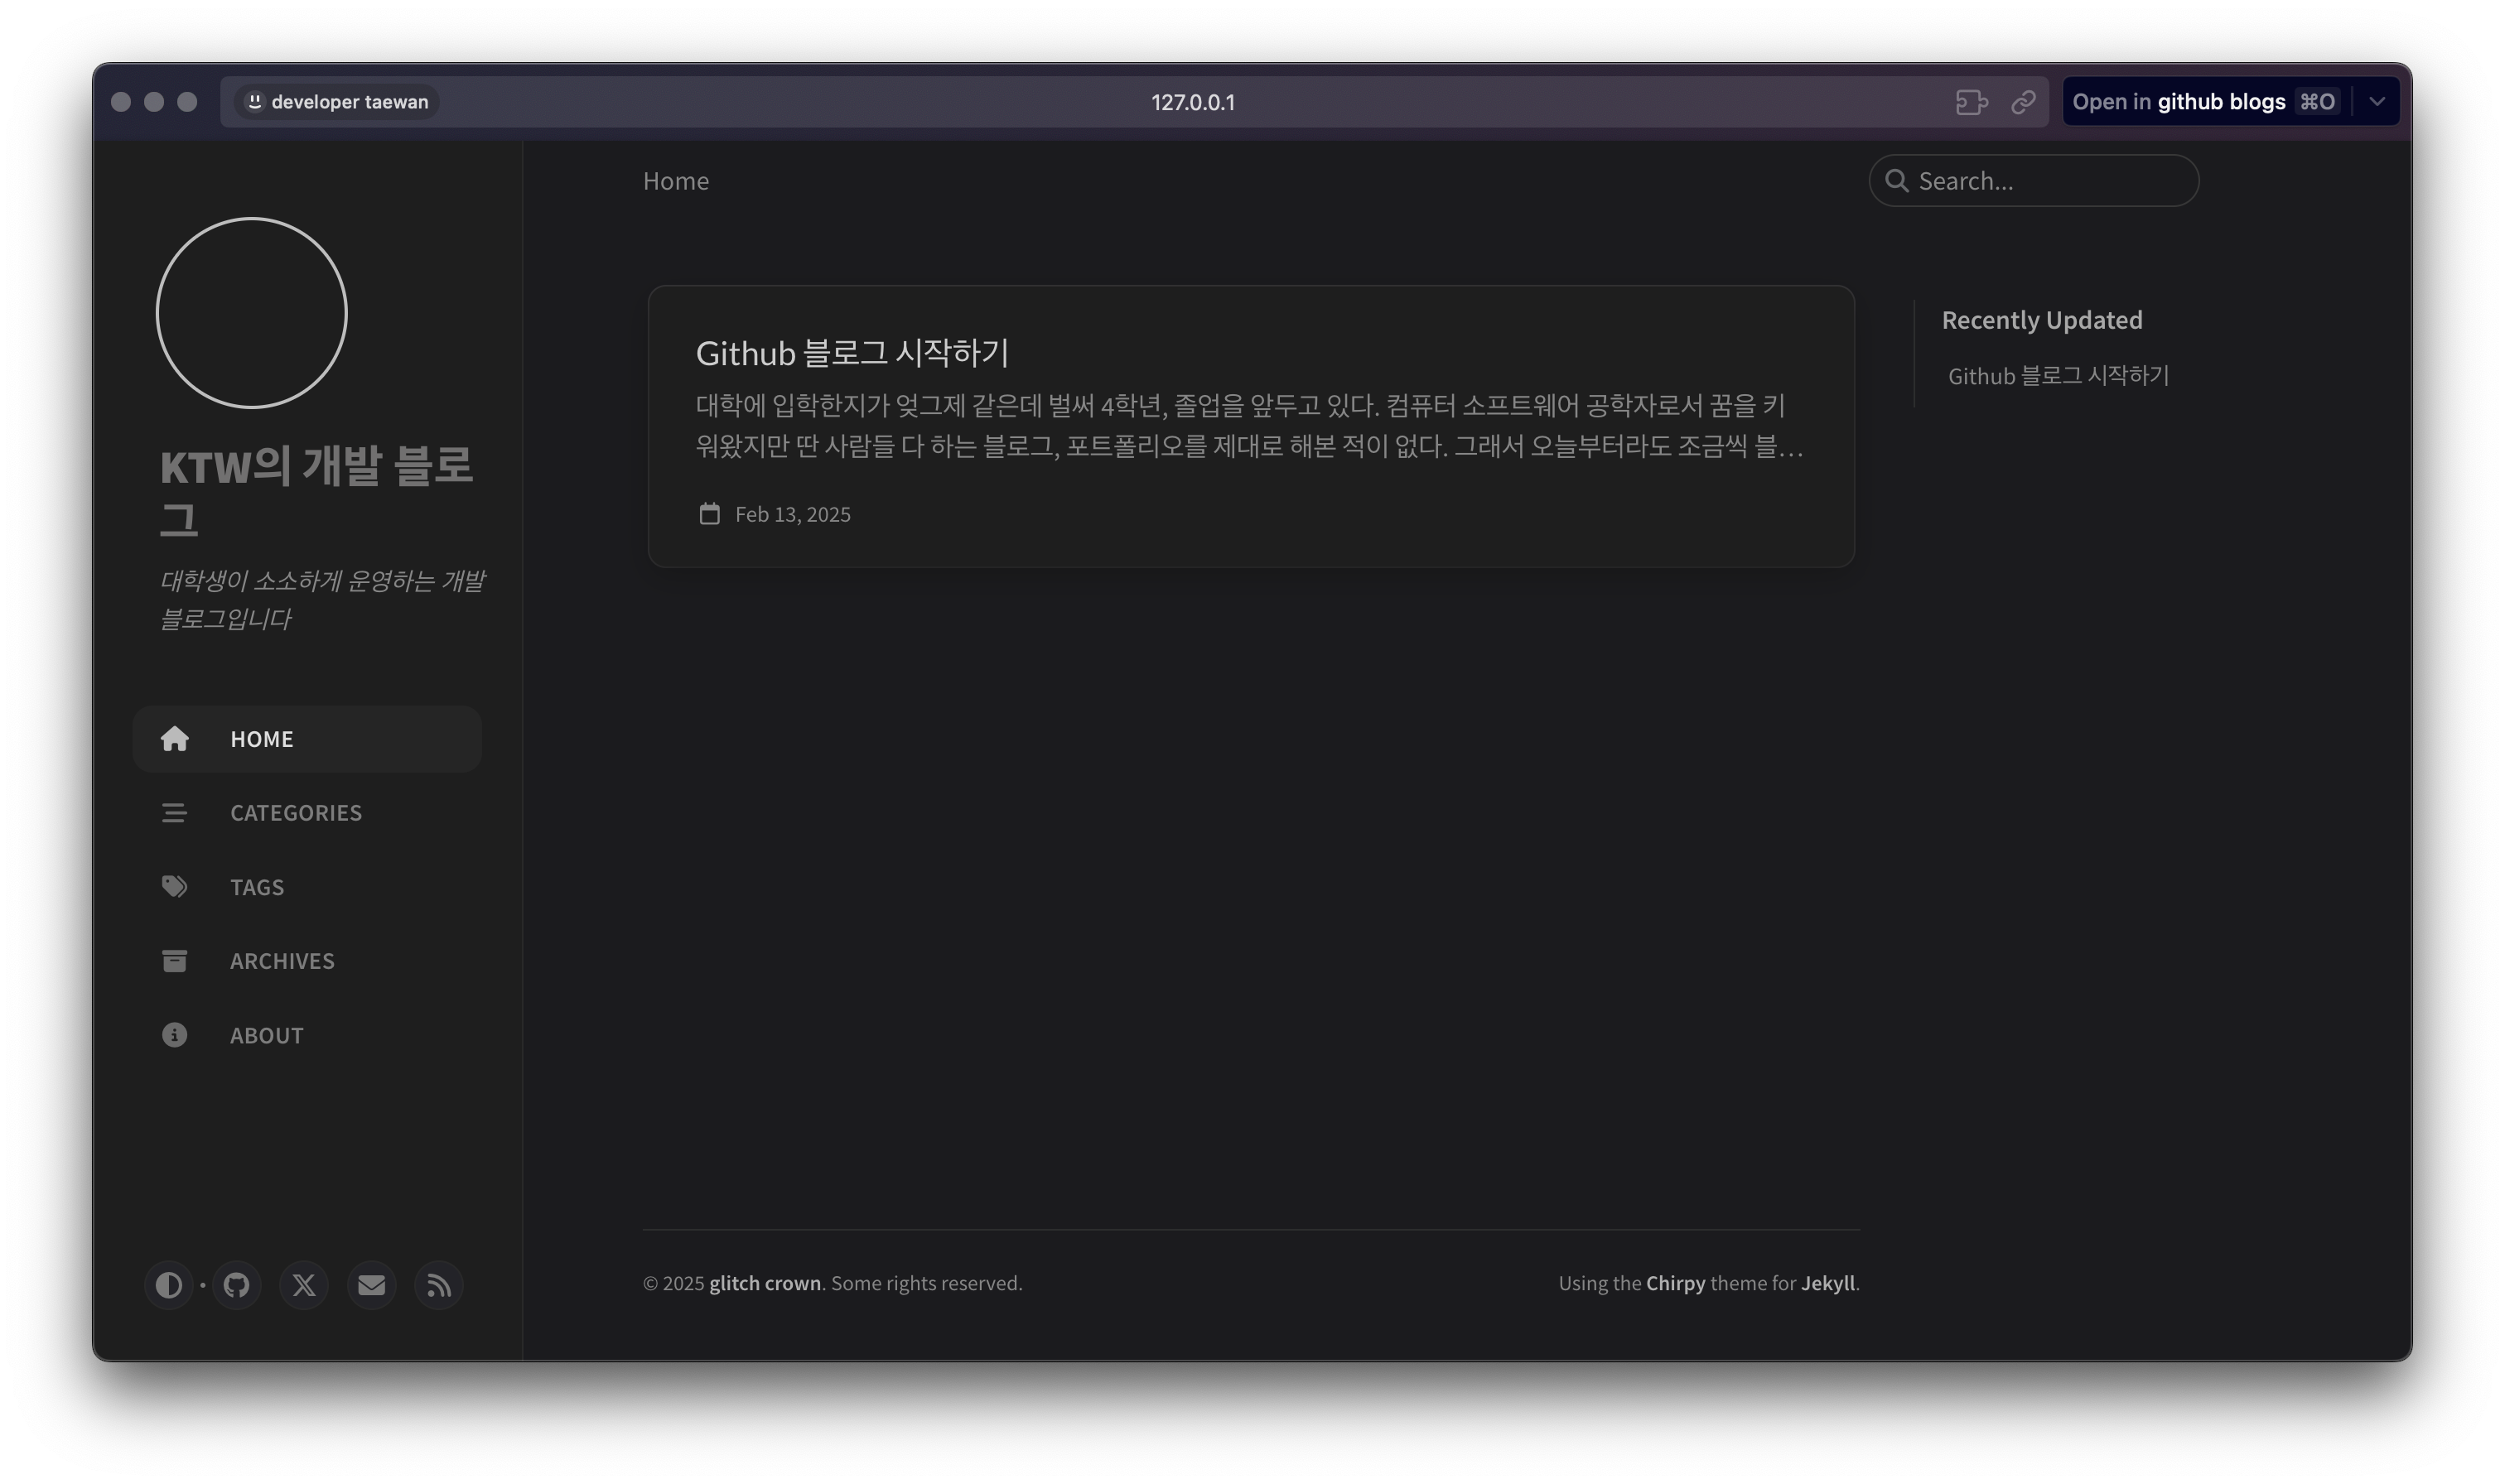 developer taewan
127.0.0.1
Open in github blogs ⌘O
KTW의 개발 블로
그
대학생이 소소하게 운영하는 개발
블로그입니다
HOME
CATEGORIES
TAGS
ARCHIVES
ABOUT
Home
Search...
Github 블로그 시작하기
대학에 입학한지가 엊그제 같은데 벌써 4학년, 졸업을 앞두고 있다. 컴퓨터 소프트웨어 공학자로서 꿈을 키
워왔지만 딴 사람들 다 하는 블로그, 포트폴리오를 제대로 해본 적이 없다. 그래서 오늘부터라도 조금씩 블...
Feb 13, 2025
Recently Updated
Github 블로그 시작하기
© 2025 glitch crown. Some rights reserved.
Using the Chirpy theme for Jekyll.